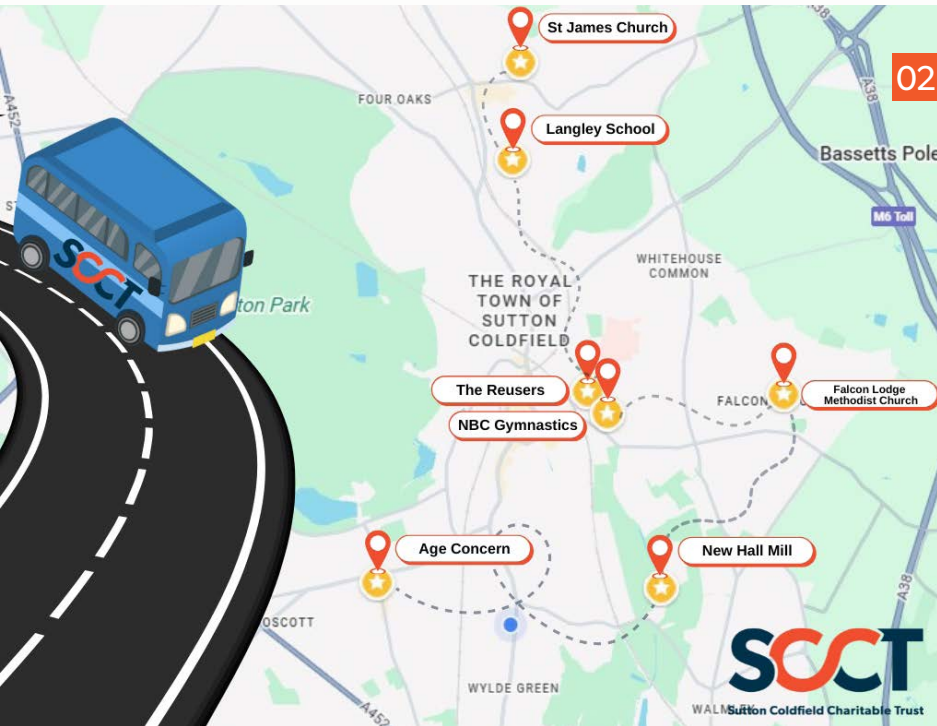 St James Church
A38
02
FOUR OAKS
A38
A452
Langley School
Bassetts Pole
M6 Toll
WHITEHOUSE
COMMON
THE ROYAL
TOWN OF
SUTTON
COLDFIELD
ton Park
SCCT
The Reusers
FALCON
Falcon Lodge
Methodist Church
NBC Gymnastics
Age Concern
New Hall Mill
A38
OSCOTT
SCCT
WYLDE GREEN
A452
Sutton Coldfield Charitable Trust